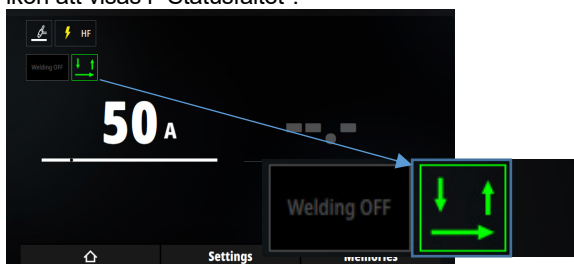 ikon att visas i "Statusfältet".
HF
Welding OFF
50 A
--.-
Welding OFF
Settings
Memories